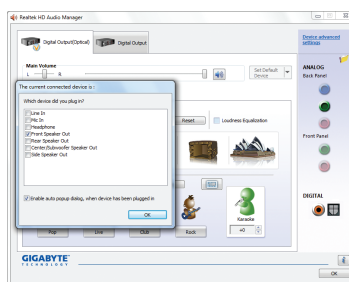 Realtek HD Audio Manager
Digital Output(Optical)
Digital Output
Device advanced settings
Main Volume
L
R
Set Default Device
ANALOG
Back Panel
The current connected device is :
Which device did you plug in?
Line In
Mic In
Headphone
Front Speaker Out
Rear Speaker Out
Center/Subwoofer Speaker Out
Side Speaker Out
Enable auto popup dialog, when device has been plugged in
OK
Reset
Loudness Equalization
Front Panel
DIGITAL
Karaoke
+0
Pop
Live
Club
Rock
GIGABYTE
TECHNOLOGY
OK